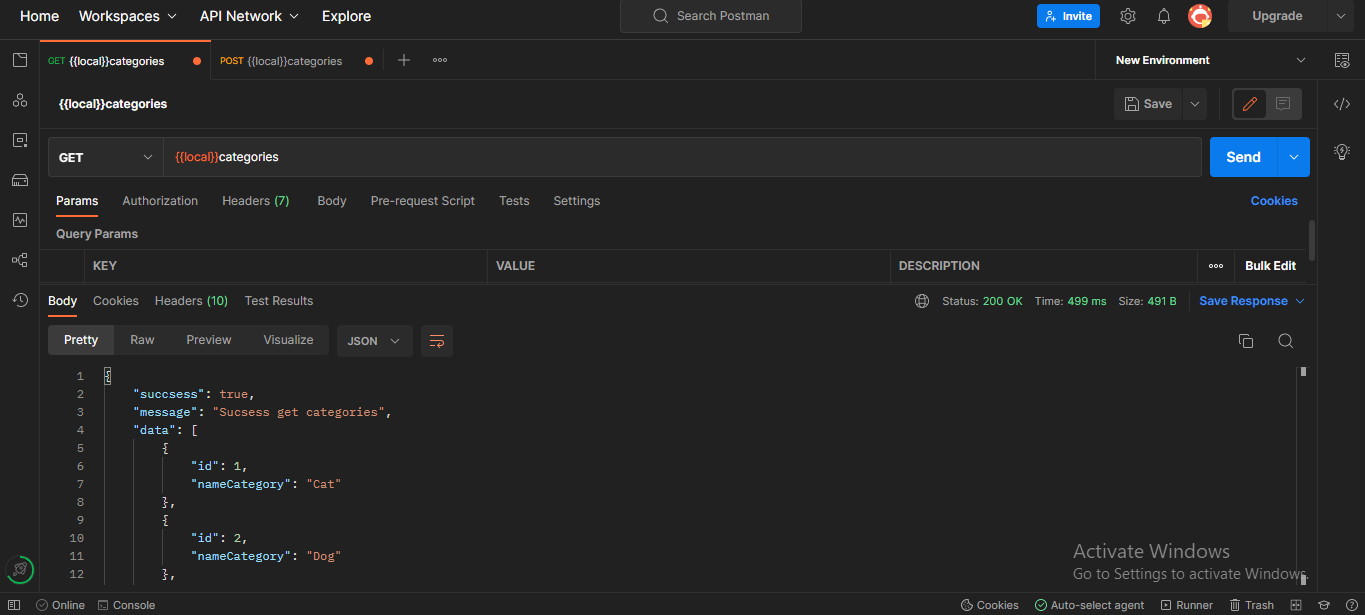 Home Workspaces API Network Explore Search Postman Invite Upgrade
GET {{local}}categories POST {{local}}categories New Environment
{{local}}categories Save
GET {{local}}categories Send
Params Authorization Headers (7) Body Pre-request Script Tests Settings Cookies
Query Params
KEY VALUE DESCRIPTION Bulk Edit
Body Cookies Headers (10) Test Results Status: 200 OK Time: 499 ms Size: 491 B Save Response
Pretty Raw Preview Visualize JSON
1 {
2 "succsess": true,
3 "message": "Sucsess get categories",
4 "data": [
5 {
6 "id": 1,
7 "nameCategory": "Cat"
8 },
9 {
10 "id": 2,
11 "nameCategory": "Dog"
12 },
Activate Windows
Go to Settings to activate Windows.
Online Console Cookies Auto-select agent Runner Trash